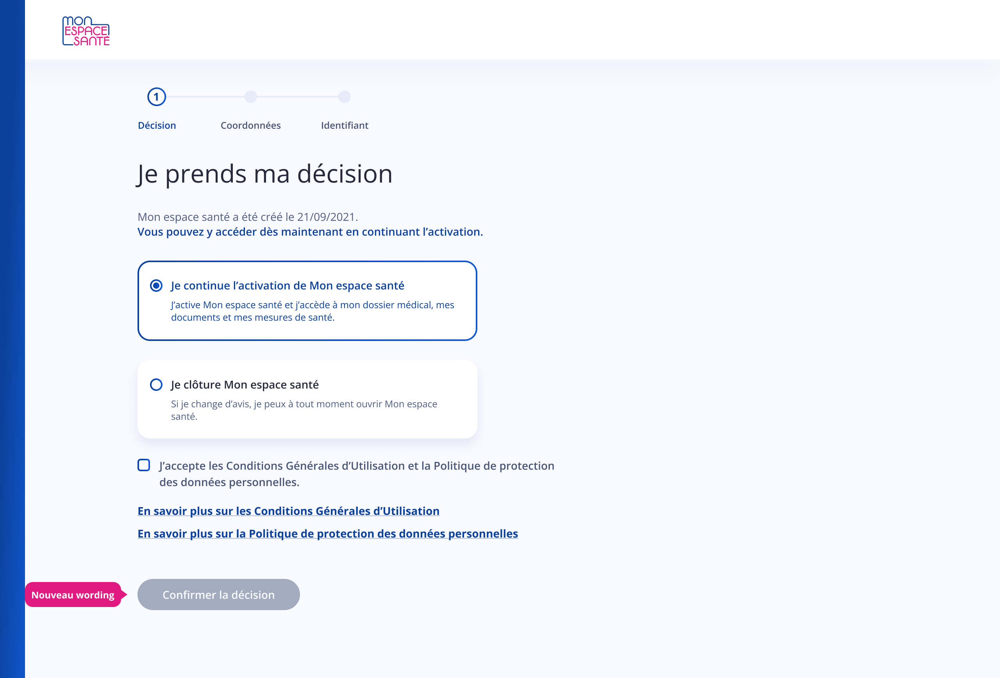 mon
ESPACE
SANTÉ
1
Décision
Coordonnées
Identifiant
Je prends ma décision
Mon espace santé a été créé le 21/09/2021.
Vous pouvez y accéder dès maintenant en continuant l’activation.
Je continue l’activation de Mon espace santé
J’active Mon espace santé et j’accède à mon dossier médical, mes
documents et mes mesures de santé.
Je clôture Mon espace santé
Si je change d’avis, je peux à tout moment ouvrir Mon espace
santé.
J’accepte les Conditions Générales d’Utilisation et la Politique de protection
des données personnelles.
En savoir plus sur les Conditions Générales d’Utilisation
En savoir plus sur la Politique de protection des données personnelles
Nouveau wording
Confirmer la décision